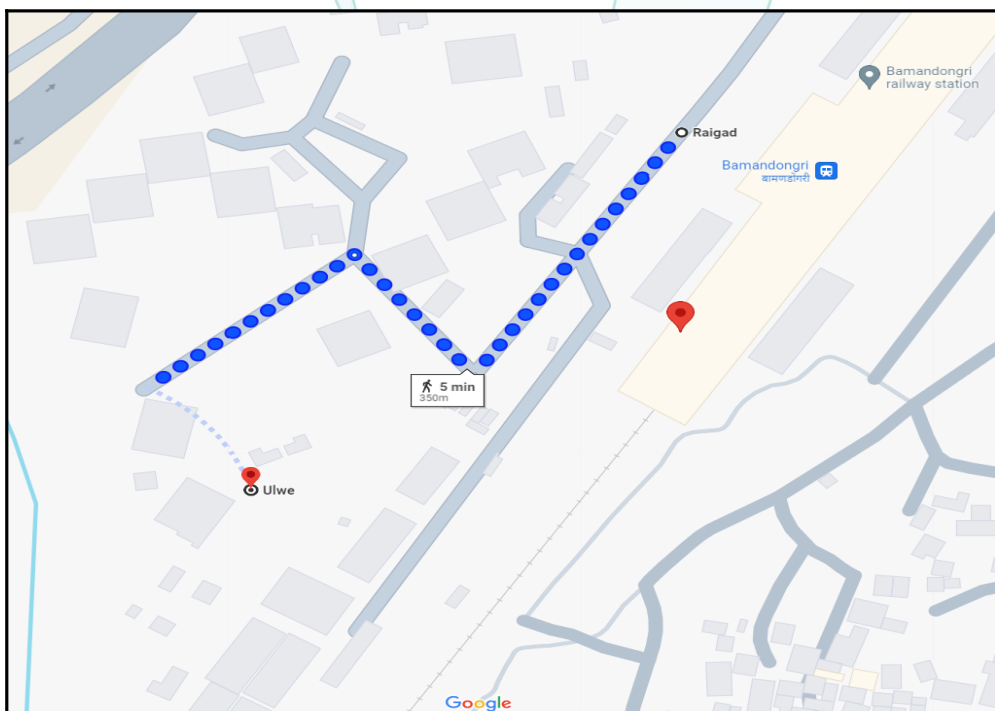 Bamandongri
railway station
Raigad
Bamandongri
बामणडोंगरी
5 min
350m
Ulwe
Google